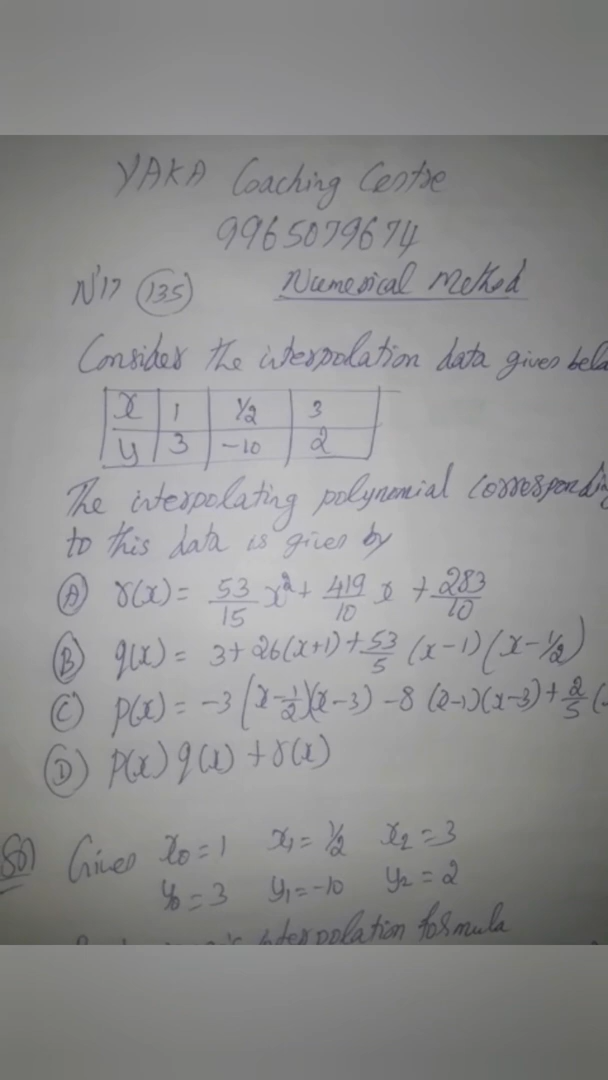 YAKA Coaching Centre
9965079674
N'17 (135) Numerical Method
Consider the interpolation data given
x 1 1/2 3
y 3 -10 2
The interpolating polynomial
to this data is given by
(A) r(x) = 53/15 x² + 419/10 x + 283/10
(B) q(x) = 3 + 26(x+1) + 53/5 (x-1)(x-1/2)
(C) p(x) = -3(x-1/2)(x-3) - 8(x-1)(x-3) + 2/5 (
(D) p(x) q(x) + r(x)
Sol) Given x₀ = 1 x₁ = 1/2 x₂ = 3
y₀ = 3 y₁ = -10 y₂ = 2
interpolation formula